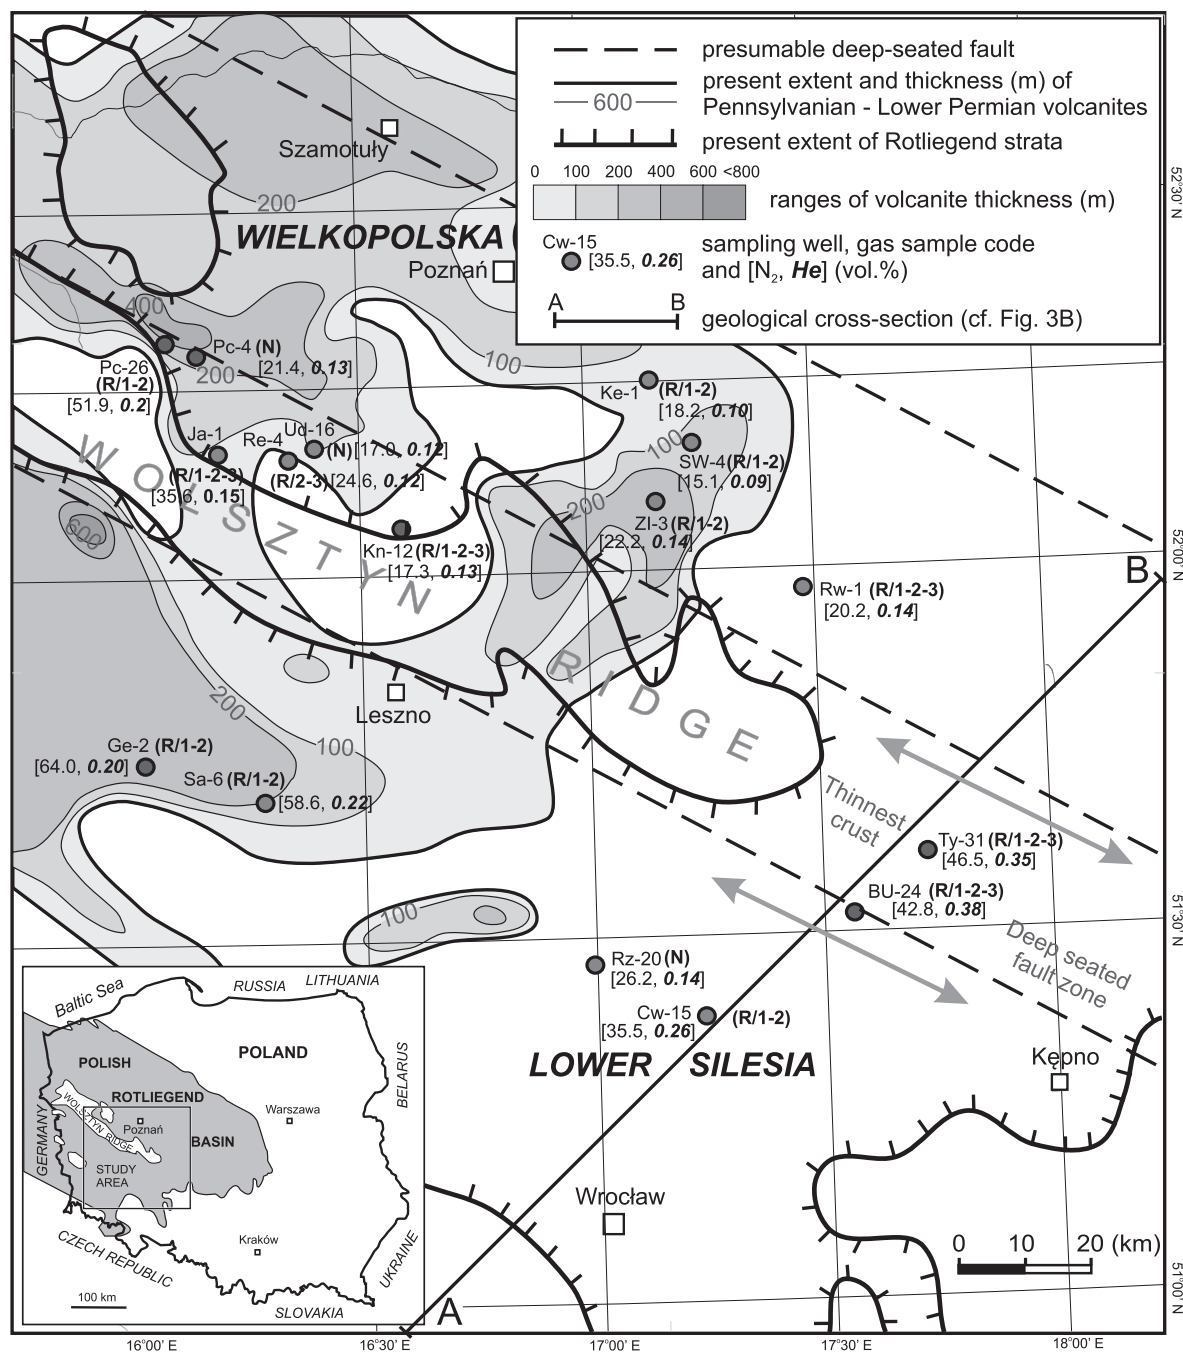 presumable deep-seated fault
present extent and thickness (m) of
600
Pennsylvanian - Lower Permian volcanites
present extent of Rotliegend strata
0 100 200 400 600 <800
ranges of volcanite thickness (m)
Cw-15
[35.5, 0.26]
sampling well, gas sample code
and [N2, He] (vol.%)
A B
geological cross-section (cf. Fig. 3B)
Szamotuły
200
WIELKOPOLSKA (
Poznań
400
Pc-4 (N)
[21.4, 0.13]
Pc-26
(R/1-2)
[51.9, 0.2]
200
100
Ke-1 (R/1-2)
[18.2, 0.10]
100
SW-4 (R/1-2)
[15.1, 0.09]
Ja-1
(R/1-2-3)
[35.6, 0.15]
Re-4
(R/2-3) [24.6, 0.12]
Ud-16
(N) [17.0, 0.12]
200
ZI-3 (R/1-2)
[22.2, 0.14]
600
Kn-12 (R/1-2-3)
[17.3, 0.13]
WOLSZTYN
RIDGE
Rw-1 (R/1-2-3)
[20.2, 0.14]
B
Leszno
200
100
Ge-2 (R/1-2)
[64.0, 0.20]
Sa-6 (R/1-2)
[58.6, 0.22]
Thinnest
crust
Ty-31 (R/1-2-3)
[46.5, 0.35]
BU-24 (R/1-2-3)
[42.8, 0.38]
100
Deep seated
fault zone
Rz-20 (N)
[26.2, 0.14]
Cw-15 (R/1-2)
[35.5, 0.26]
LOWER SILESIA
Kępno
Wrocław
0 10 20 (km)
A
Baltic Sea
RUSSIA
LITHUANIA
POLISH
POLAND
BELARUS
ROTLIEGEND
WOLSZTYN RIDGE
Poznań
Warszawa
BASIN
GERMANY
STUDY
AREA
Kraków
CZECH REPUBLIC
UKRAINE
SLOVAKIA
100 km
52°30' N
52°00' N
51°30' N
51°00' N
16°00' E 16°30' E 17°00' E 17°30' E 18°00' E